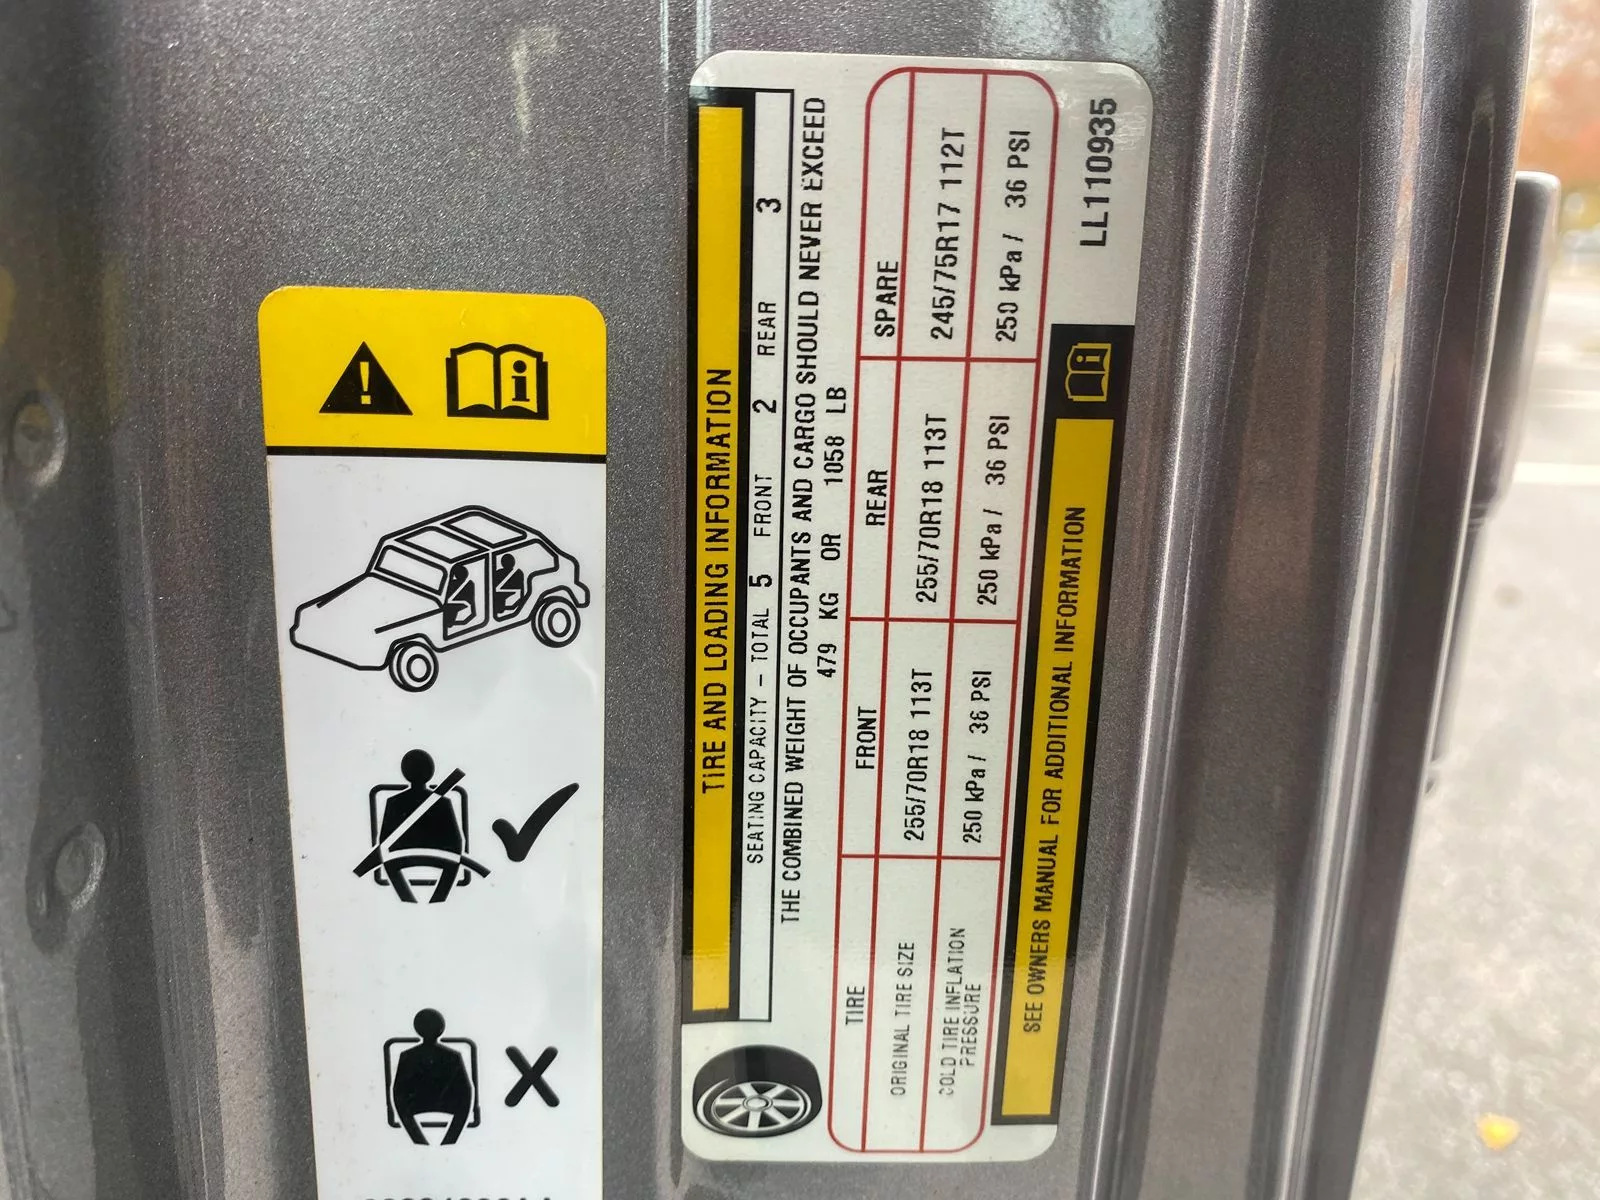 TIRE AND LOADING INFORMATION
SEATING CAPACITY - TOTAL 5 FRONT 2 REAR 3
THE COMBINED WEIGHT OF OCCUPANTS AND CARGO SHOULD NEVER EXCEED
479 KG OR 1058 LB
TIRE FRONT REAR SPARE
ORIGINAL TIRE SIZE 255/70R18 113T 255/70R18 113T 245/75R17 112T
COLD TIRE INFLATION
PRESSURE 250 kPa / 36 PSI 250 kPa / 36 PSI 250 kPa / 36 PSI
SEE OWNERS MANUAL FOR ADDITIONAL INFORMATION
LL110935